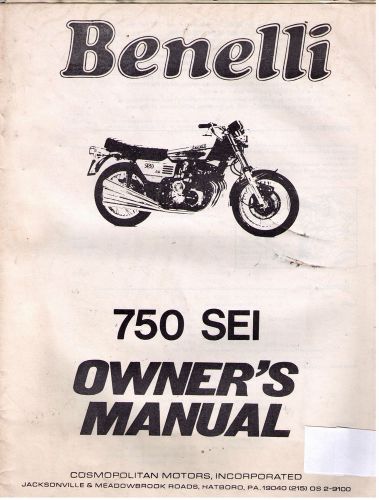 Benelli
750 SEI
OWNER'S
MANUAL
COSMOPOLITAN MOTORS, INCORPORATED
JACKSONVILLE & MEADOWBROOK ROADS, HATBORO, PA. 19040 (215) OS 2-9100